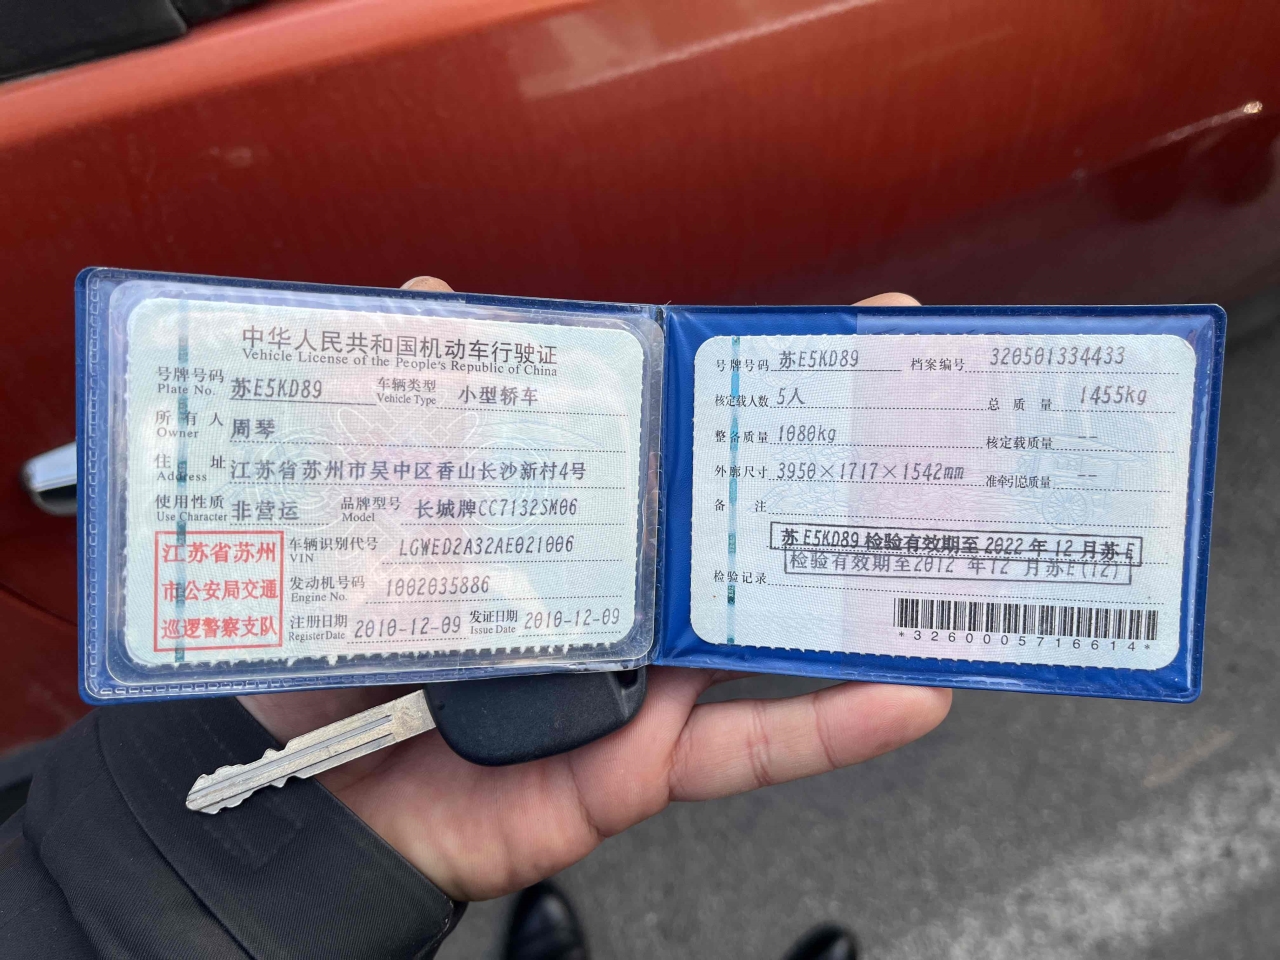 中华人民共和国机动车行驶证
Vehicle License of the People's Republic of China
号牌号码 苏E5KD89 车辆类型 小型轿车
Plate No. Vehicle Type
所有人 周琴
Owner
住址 江苏省苏州市吴中区香山长沙新村4号
Address
使用性质 非营运 品牌型号 长城牌CC7132SM06
Use Character Model
江苏省苏州
市公安局交通
巡逻警察支队
车辆识别代号 LGWED2A32AE021006
VIN
发动机号码 1002035886
Engine No.
注册日期 2010-12-09 发证日期 2010-12-09
Register Date Issue Date
号牌号码 苏E5KD89 档案编号 320501334433
核定载人数 5人 总质量 1455kg
整备质量 1080kg 核定载质量 --
外廓尺寸 3950×1717×1542mm 准牵引总质量 --
备注
苏E5KD89 检验有效期至 2022 年 12 月苏E
检验有效期至2012 年12 月苏E(12)
检验记录
*3260005716614*